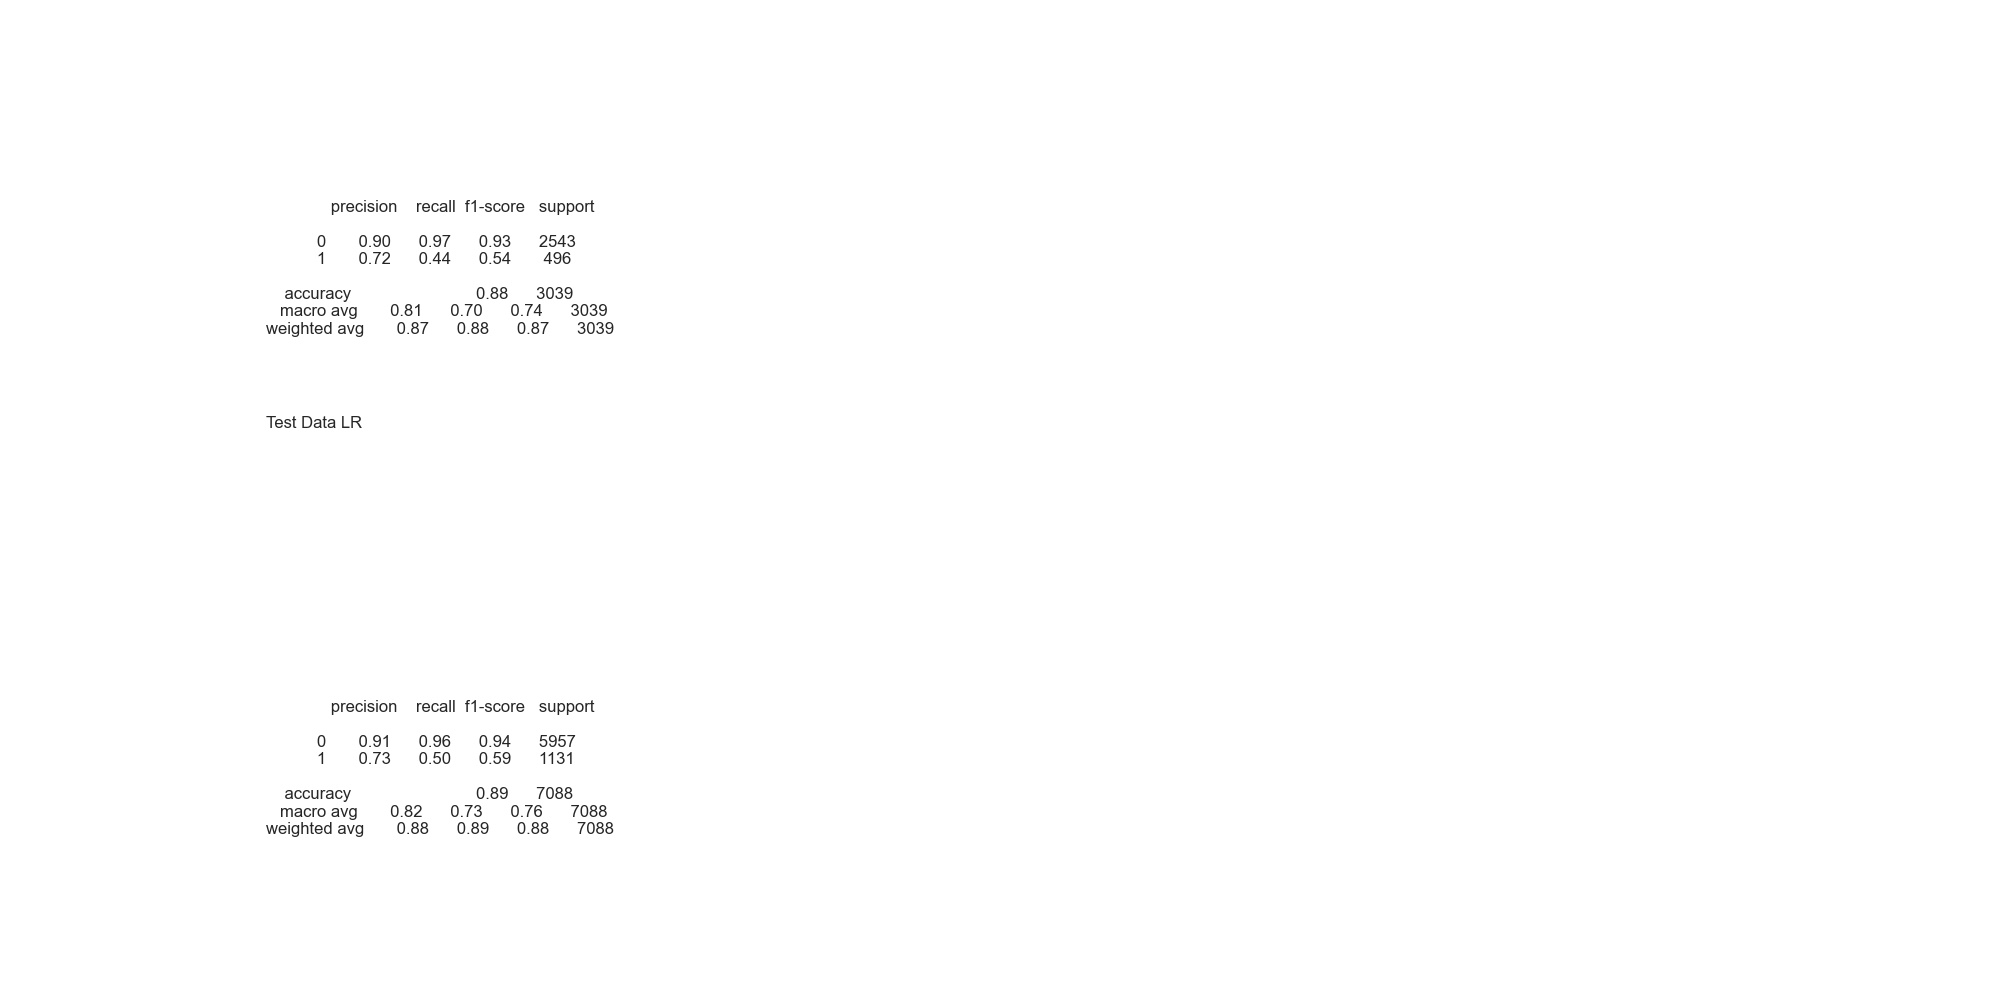 precision recall f1-score support
0 0.90 0.97 0.93 2543
1 0.72 0.44 0.54 496
accuracy 0.88 3039
macro avg 0.81 0.70 0.74 3039
weighted avg 0.87 0.88 0.87 3039
Test Data LR
precision recall f1-score support
0 0.91 0.96 0.94 5957
1 0.73 0.50 0.59 1131
accuracy 0.89 7088
macro avg 0.82 0.73 0.76 7088
weighted avg 0.88 0.89 0.88 7088